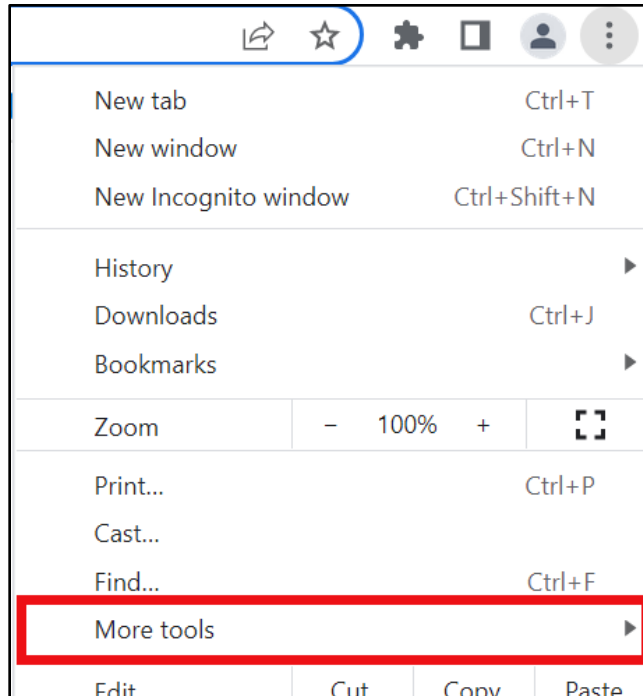 New tab Ctrl+T
New window Ctrl+N
New Incognito window Ctrl+Shift+N
History
Downloads Ctrl+J
Bookmarks
Zoom - 100% +
Print... Ctrl+P
Cast...
Find... Ctrl+F
More tools
Edit Cut Copy Paste